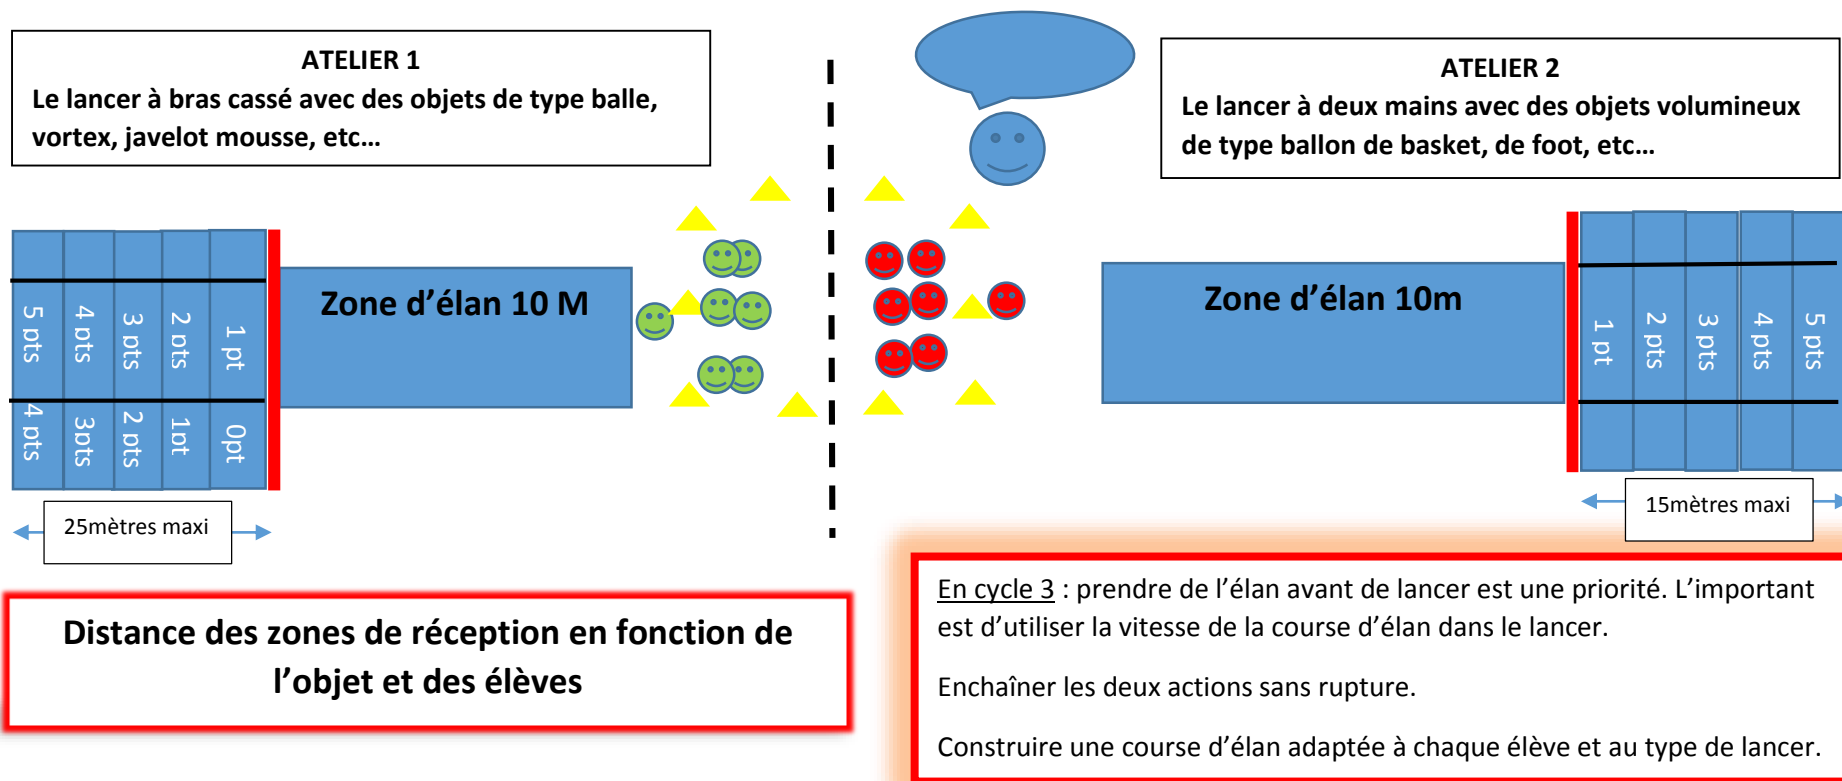 ATELIER 1
Le lancer à bras cassé avec des objets de type balle,
vortex, javelot mousse, etc…
ATELIER 2
Le lancer à deux mains avec des objets volumineux
de type ballon de basket, de foot, etc…
5 pts
4 pts
3 pts
2 pts
1 pt
4 pts
3pts
2 pts
1pt
0pt
Zone d’élan 10 M
25mètres maxi
Zone d’élan 10m
1 pt
2 pts
3 pts
4 pts
5 pts
15mètres maxi
Distance des zones de réception en fonction de
l’objet et des élèves
En cycle 3 : prendre de l’élan avant de lancer est une priorité. L’important
est d’utiliser la vitesse de la course d’élan dans le lancer.
Enchaîner les deux actions sans rupture.
Construire une course d’élan adaptée à chaque élève et au type de lancer.